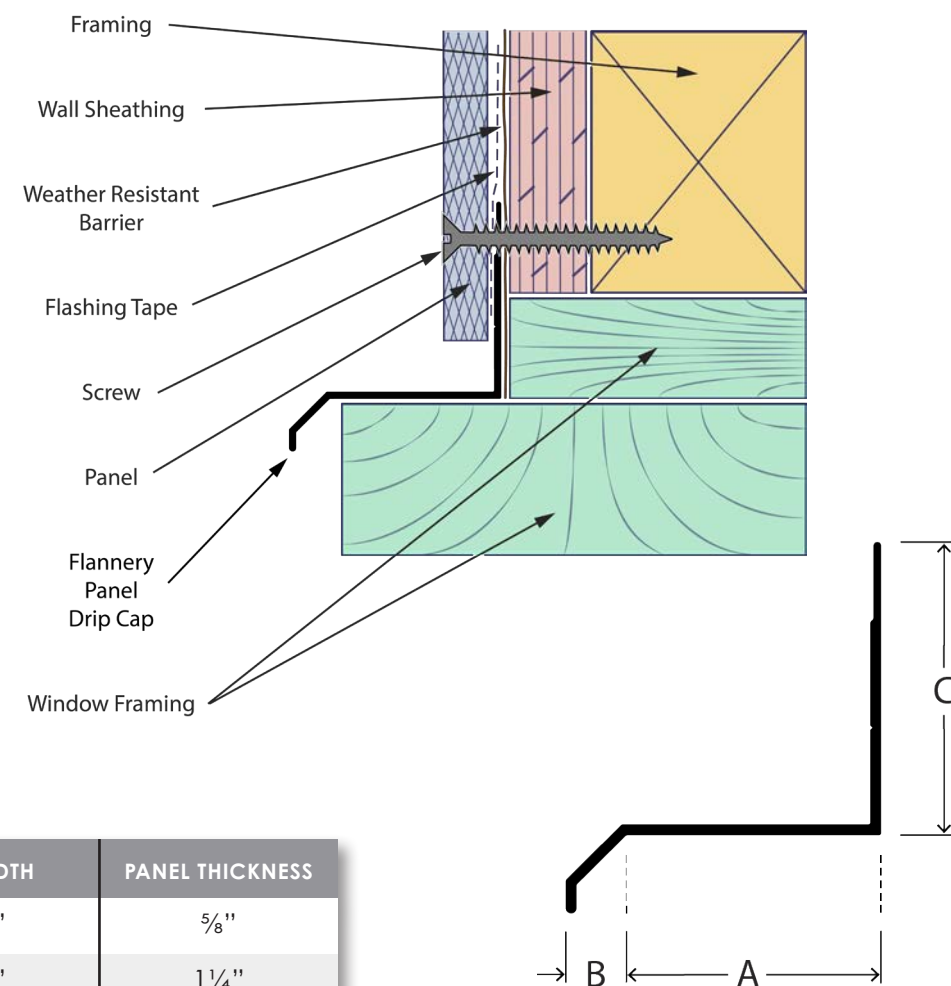 Framing
Wall Sheathing
Weather Resistant
Barrier
Flashing Tape
Screw
Panel
Flannery
Panel
Drip Cap
Window Framing
C
B
A
PANEL THICKNESS
⅝”
1¼”